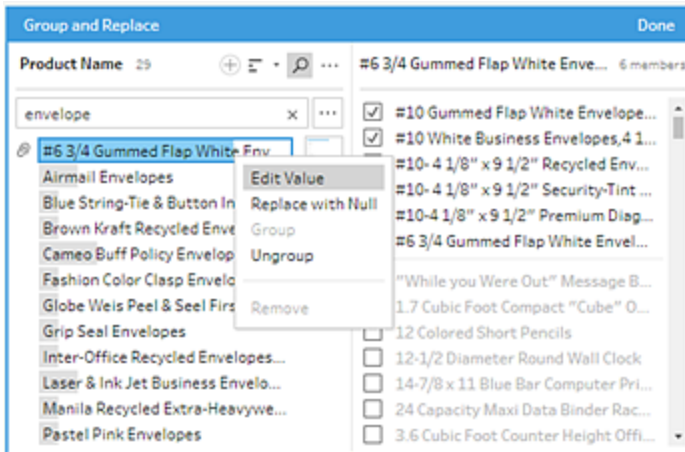 Group and Replace Done
Product Name 29
#6 3/4 Gummed Flap White Enve... 6 members
envelope
#6 3/4 Gummed Flap White Env
Airmail Envelopes
Blue String-Tie & Button In
Brown Kraft Recycled Enve
Cameo Buff Policy Envelop
Fashion Color Clasp Envelo
Globe Weis Peel & Seel Firs
Grip Seal Envelopes
Inter-Office Recycled Envelopes...
Laser & Ink Jet Business Envelo...
Manila Recycled Extra-Heavywe...
Pastel Pink Envelopes
Edit Value
Replace with Null
Group
Ungroup
Remove
#10 Gummed Flap White Envelope...
#10 White Business Envelopes,4 1...
#10- 4 1/8" x 9 1/2" Recycled Env...
#10- 4 1/8" x 9 1/2" Security-Tint ...
#10-4 1/8" x 9 1/2" Premium Diag...
#6 3/4 Gummed Flap White Envel...
"While you Were Out" Message B...
1.7 Cubic Foot Compact "Cube" O...
12 Colored Short Pencils
12-1/2 Diameter Round Wall Clock
14-7/8 x 11 Blue Bar Computer Pri...
24 Capacity Maxi Data Binder Rac...
3.6 Cubic Foot Counter Height Offi...